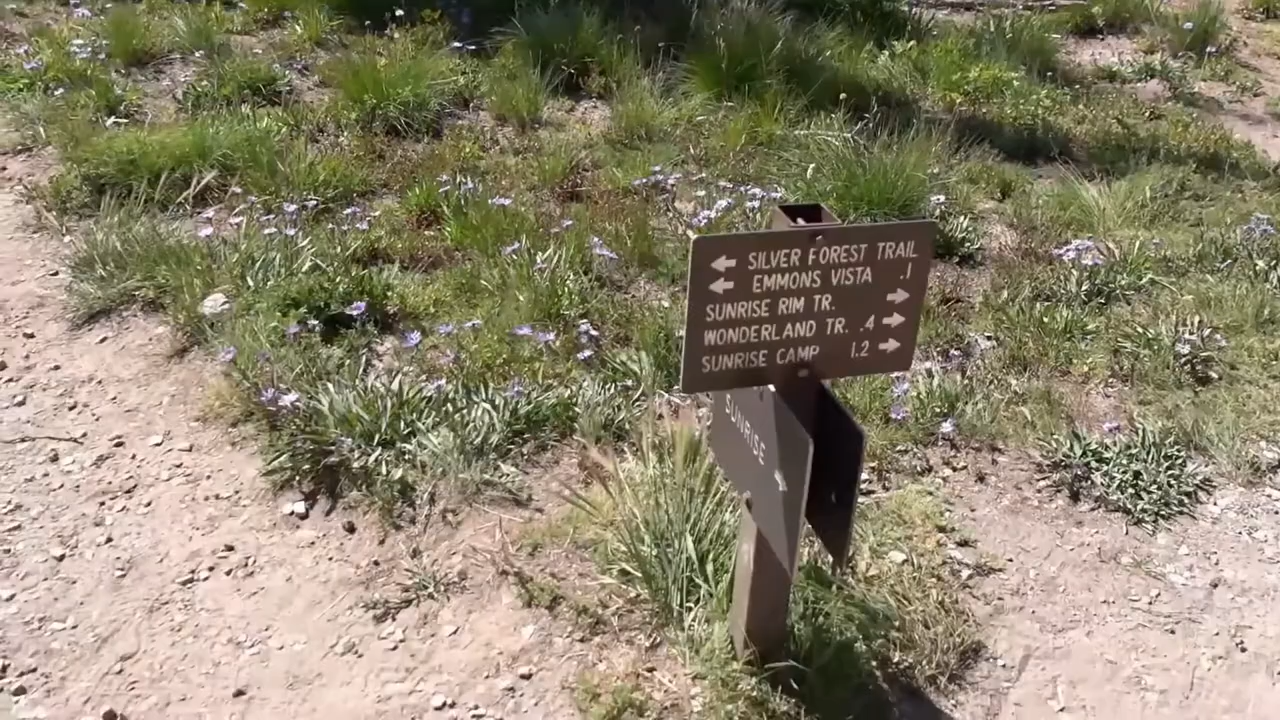 SILVER FOREST TRAIL
EMMONS VISTA .1
SUNRISE RIM TR.
WONDERLAND TR. .4
SUNRISE CAMP 1.2
SUNRISE